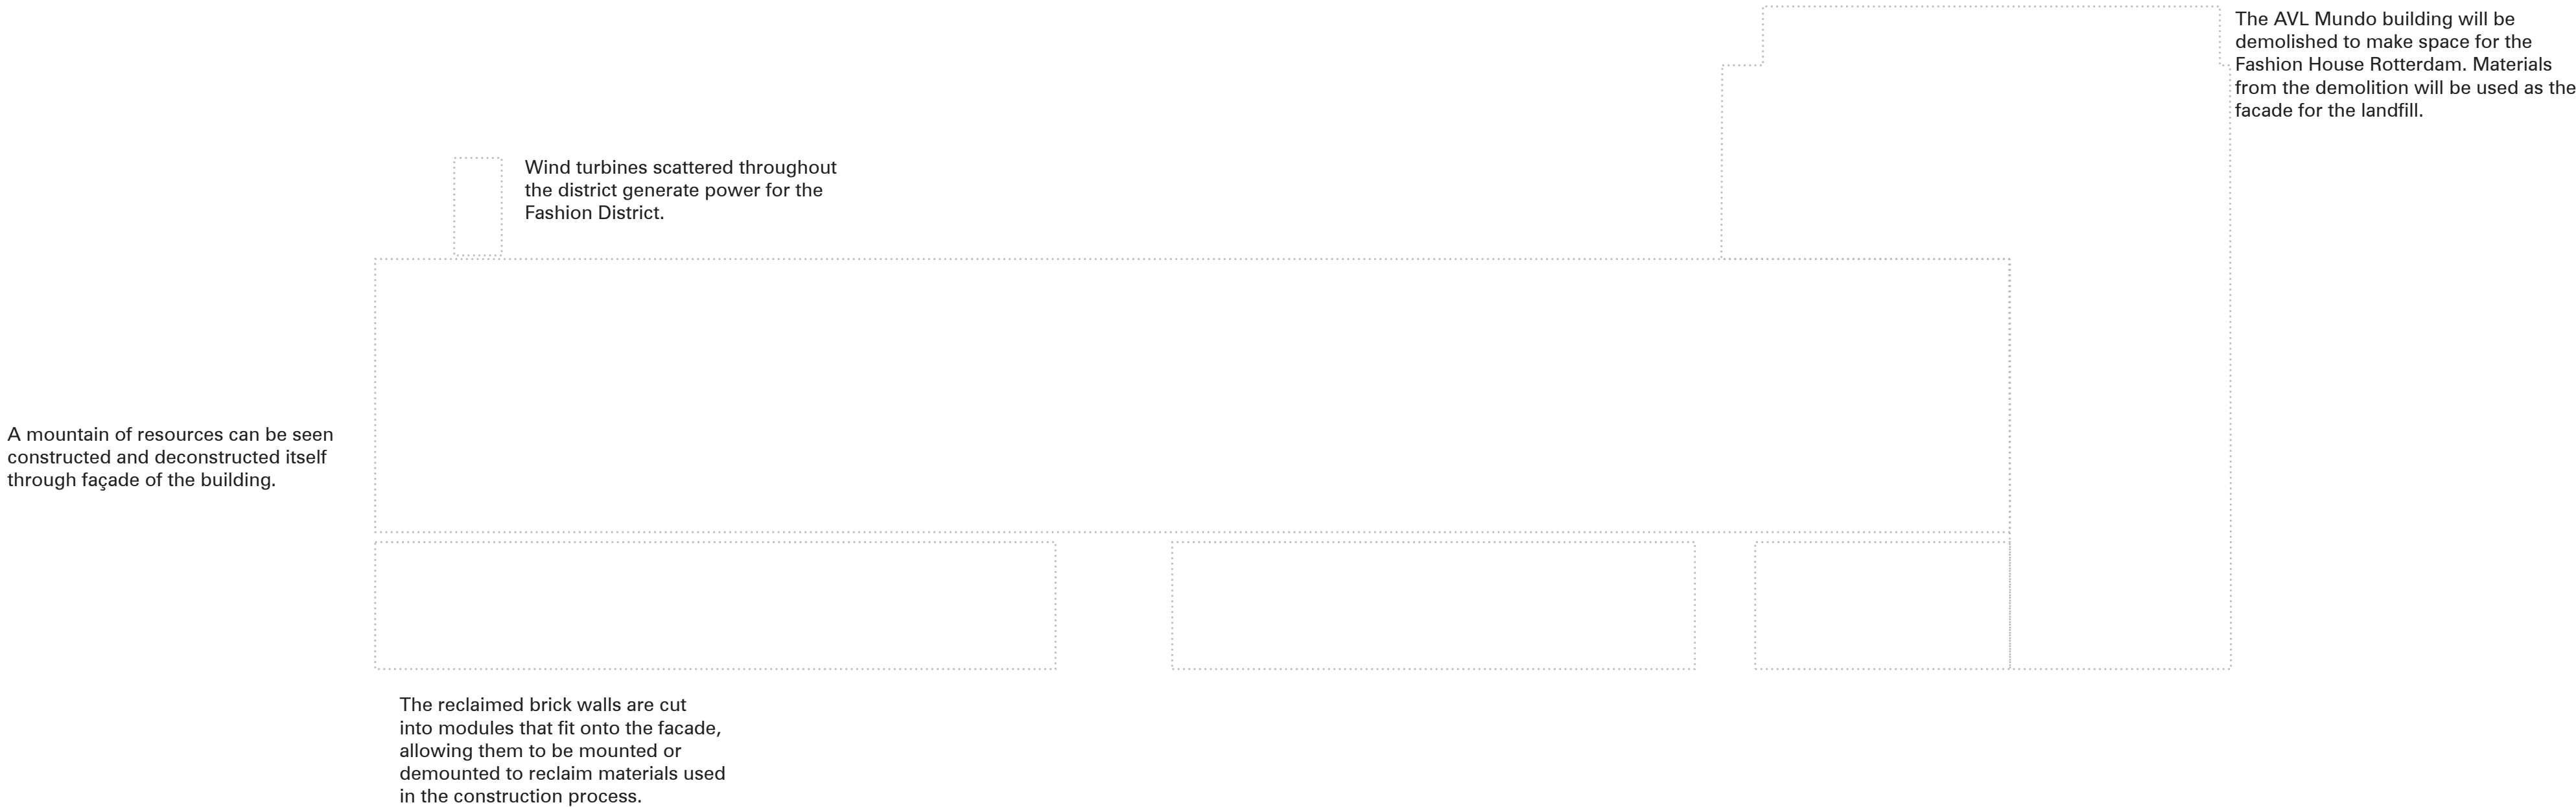 The AVL Mundo building will be
demolished to make space for the
Fashion House Rotterdam. Materials
from the demolition will be used as the
facade for the landfill.
Wind turbines scattered throughout
the district generate power for the
Fashion District.
A mountain of resources can be seen
constructed and deconstructed itself
through façade of the building.
The reclaimed brick walls are cut
into modules that fit onto the facade,
allowing them to be mounted or
demounted to reclaim materials used
in the construction process.